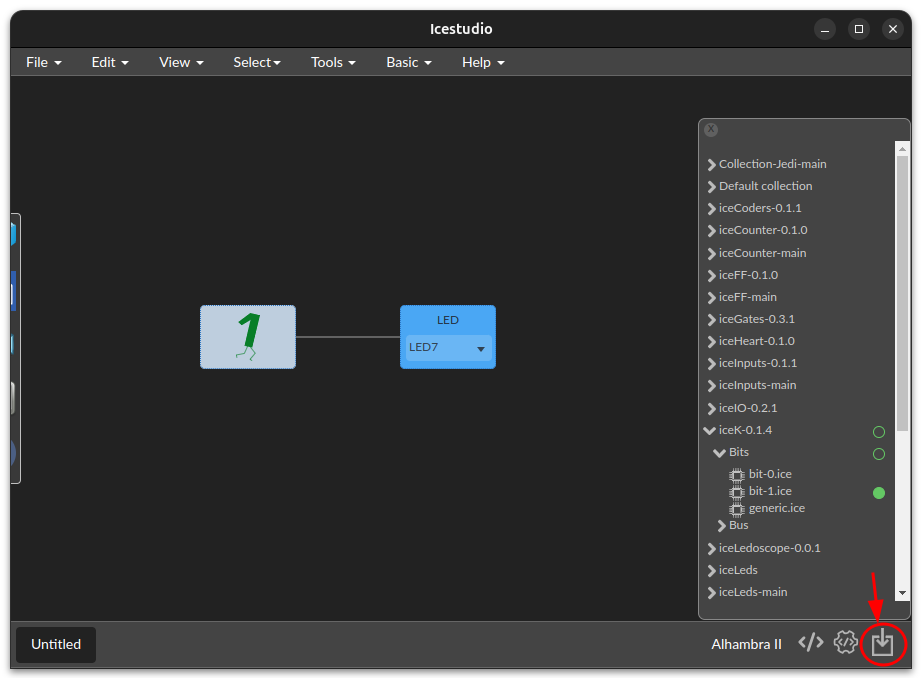 Icestudio
File Edit View Select Tools Basic Help
X
Collection-Jedi-main
Default collection
iceCoders-0.1.1
iceCounter-0.1.0
iceCounter-main
iceFF-0.1.0
iceFF-main
iceGates-0.3.1
iceHeart-0.1.0
iceInputs-0.1.1
iceInputs-main
iceIO-0.2.1
iceK-0.1.4
Bits
bit-0.ice
bit-1.ice
generic.ice
Bus
iceLedoscope-0.0.1
iceLeds
iceLeds-main
1
LED
LED7
Untitled
Alhambra II </> </>